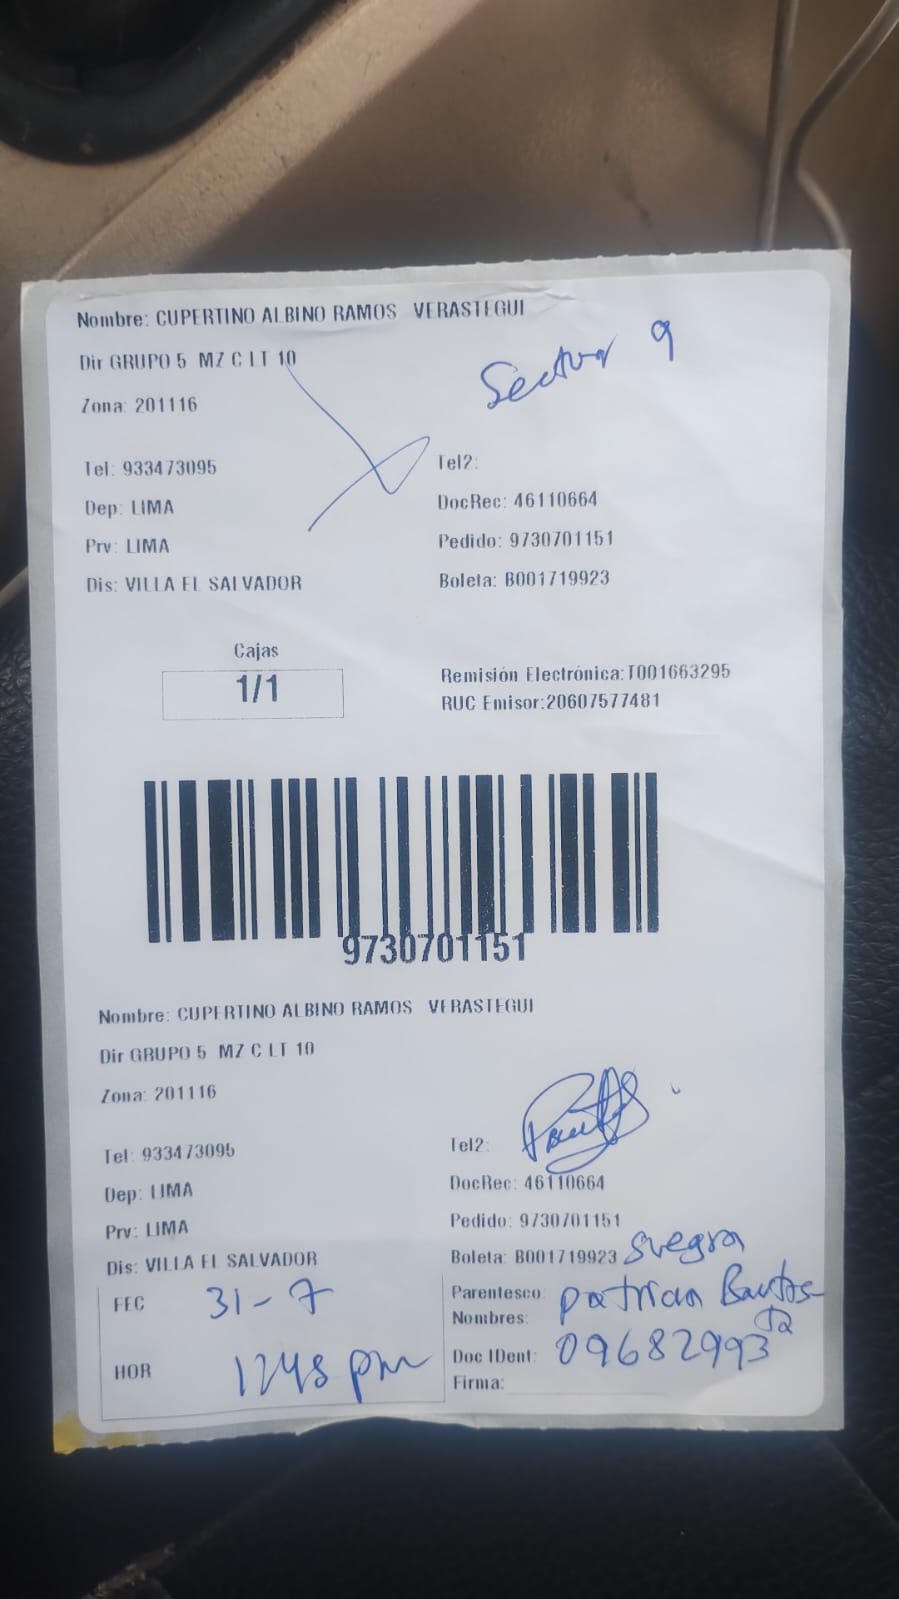 Nombre: CUPERTINO ALBINO RAMOS VERASTEGUI
Dir GRUPO 5 MZ C LT 10
Sector 9
Zona: 201116
Tel: 933473095
Tel2:
Dep: LIMA
DocRec: 46110664
Prv: LIMA
Pedido: 9730701151
Dis: VILLA EL SALVADOR
Boleta: B001719923
Cajas
1/1
Remisión Electrónica:T001663295
RUC Emisor:20607577481
9730701151
Nombre: CUPERTINO ALBINO RAMOS VERASTEGUI
Dir GRUPO 5 MZ C LT 10
Zona: 201116
Tel: 933473095
Tel2:
Dep: LIMA
DocRec: 46110664
Prv: LIMA
Pedido: 9730701151
Dis: VILLA EL SALVADOR
Boleta: B001719923
FEC 31-7
Parentesco: suegra
Nombres: patricia
HOR 1248 pm
Doc IDent: 09682993
Firma: